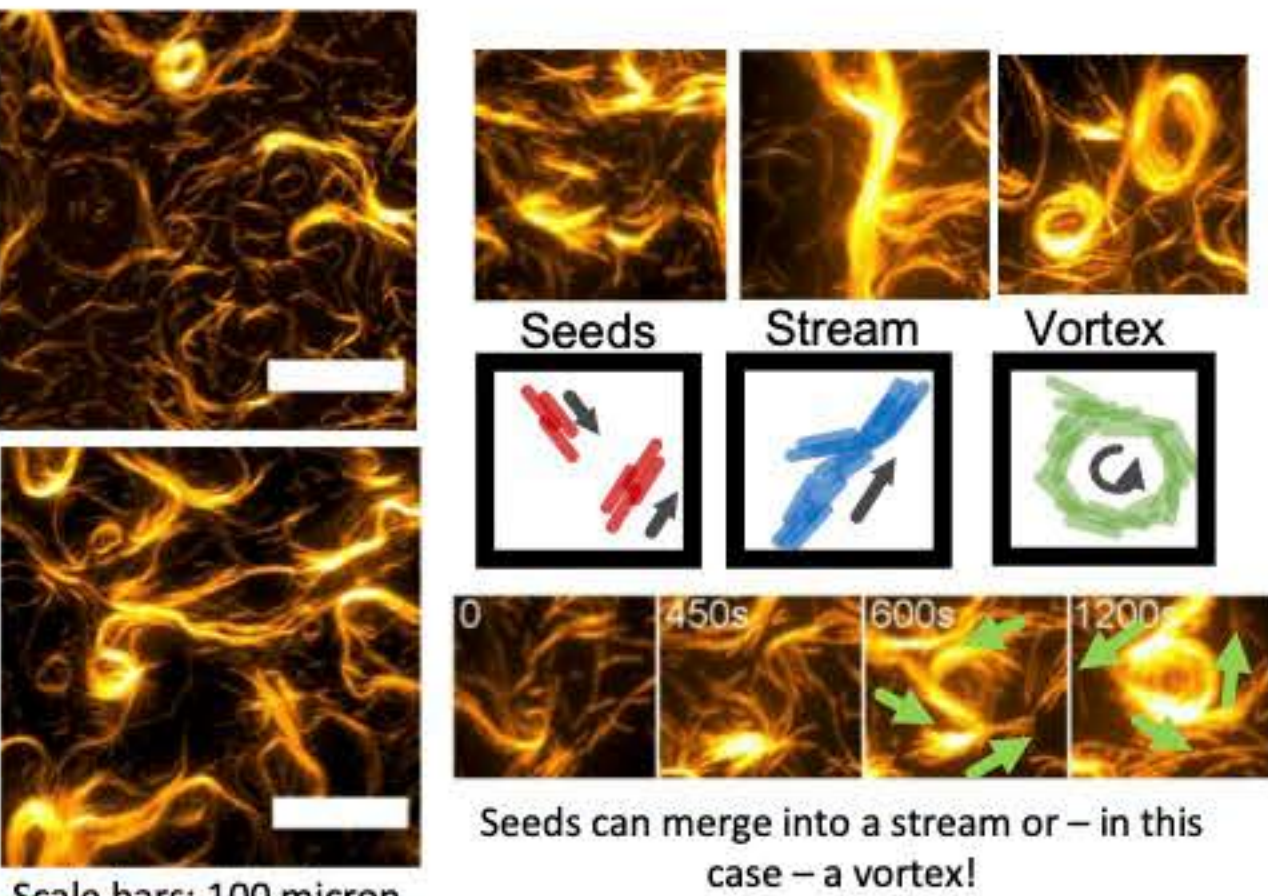 Seeds
Stream
Vortex
0
450s
600s
1200s
Seeds can merge into a stream or – in this
case – a vortex!
Scale bars: 100 micron